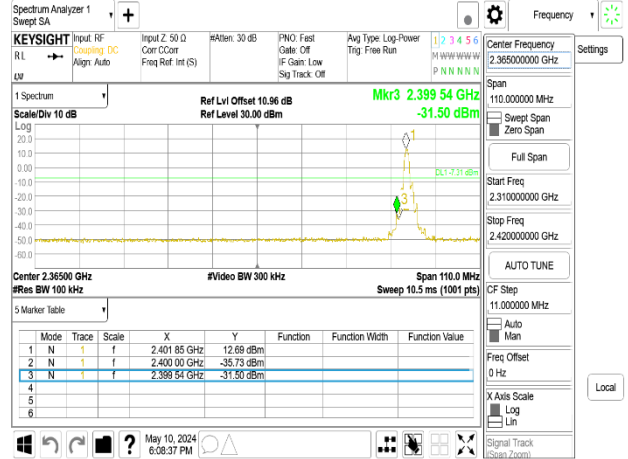 Spectrum Analyzer 1
Swept SA
+
Frequency
KEYSIGHT
Input: RF
Coupling: DC
Align: Auto
Input Z: 50 Ω
Corr CCorr
Freq Ref: Int (S)
#Atten: 30 dB
PNO: Fast
Gate: Off
IF Gain: Low
Sig Track: Off
Avg Type: Log-Power
Trig: Free Run
1 2 3 4 5 6
M W W W W W
P N N N N N
RL
Center Frequency
2.365000000 GHz
Settings
Span
110.000000 MHz
Swept Span
Zero Span
Full Span
Start Freq
2.310000000 GHz
Stop Freq
2.420000000 GHz
AUTO TUNE
CF Step
11.000000 MHz
Auto
Man
Freq Offset
0 Hz
X Axis Scale
Log
Lin
Signal Track
(Span Zoom)
Local
1 Spectrum
Scale/Div 10 dB
Ref Lvl Offset 10.96 dB
Ref Level 30.00 dBm
Mkr3 2.399 54 GHz
-31.50 dBm
Log
20.0
10.0
0.00
-10.0
-20.0
-30.0
-40.0
-50.0
-60.0
1
DL1 -7.31 dBm
3
Center 2.36500 GHz
#Video BW 300 kHz
Span 110.0 MHz
#Res BW 100 kHz
Sweep 10.5 ms (1001 pts)
5 Marker Table
Mode Trace Scale X Y Function Function Width Function Value
1 N 1 f 2.401 85 GHz 12.69 dBm
2 N 1 f 2.400 00 GHz -35.73 dBm
3 N 1 f 2.399 54 GHz -31.50 dBm
4
5
6
?
May 10, 2024
6:08:37 PM